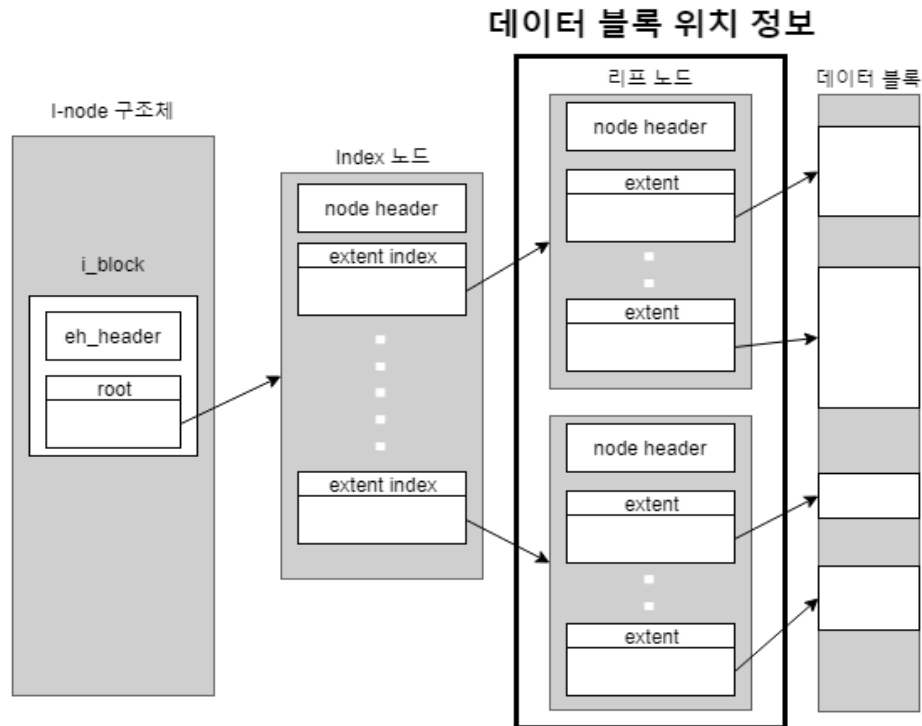 데이터 블록 위치 정보
I-node 구조체
i_block
eh_header
root
Index 노드
node header
extent index
extent index
리프 노드
node header
extent
extent
node header
extent
extent
데이터 블록